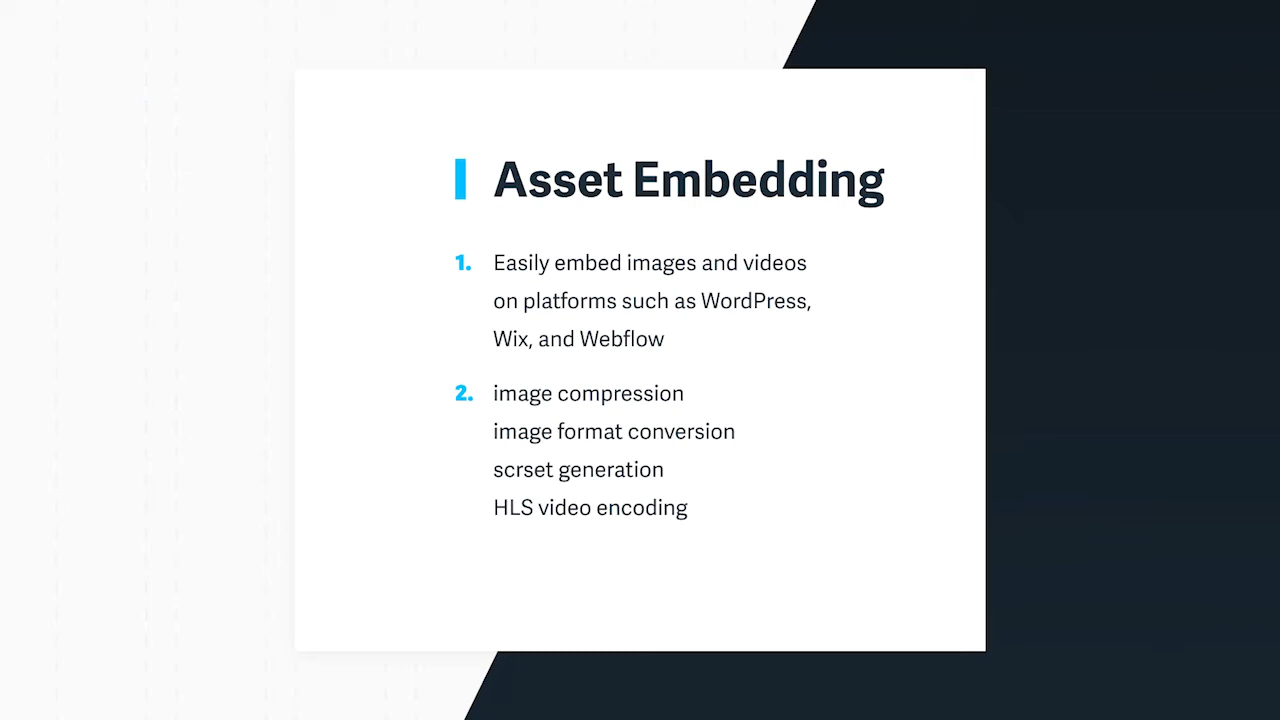 Asset Embedding
1. Easily embed images and videos
on platforms such as WordPress,
Wix, and Webflow
2. image compression
image format conversion
scrset generation
HLS video encoding